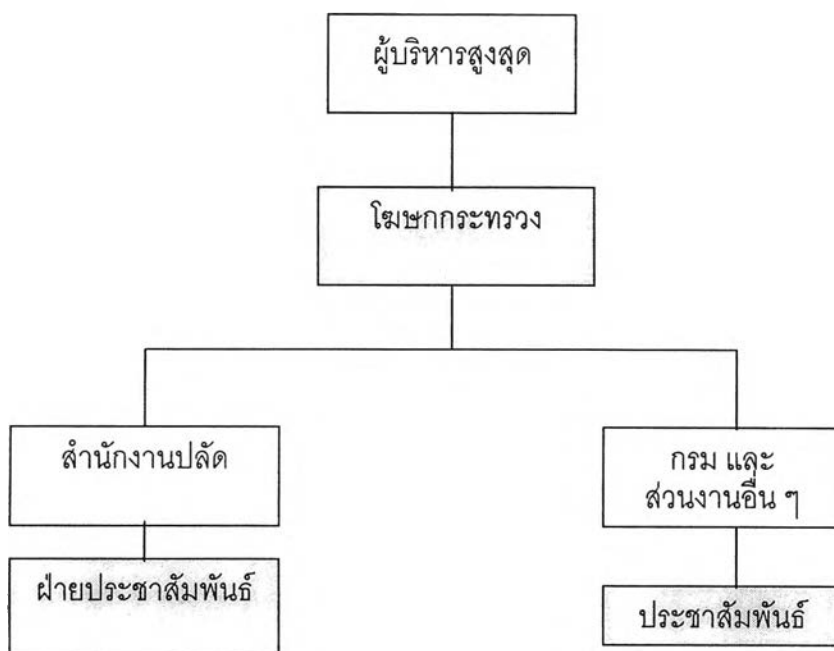 ผู้บริหารสูงสุด
โฆษกกระทรวง
สำนักงานปลัด
ฝ่ายประชาสัมพันธ์
กรม และ
ส่วนงานอื่น ๆ
ประชาสัมพันธ์